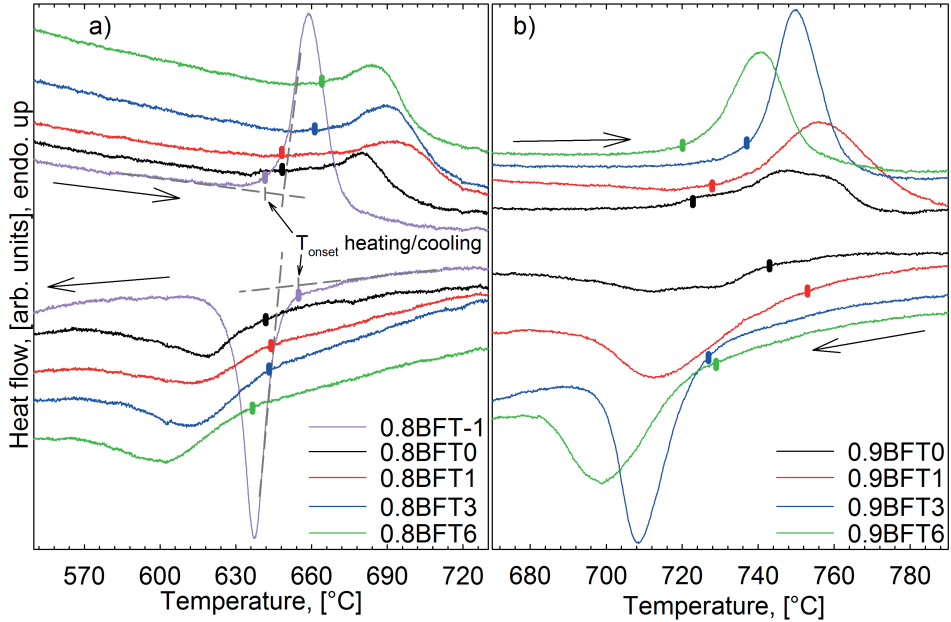 a)
b)
Heat flow, [arb. units], endo. up
T_onset heating/cooling
0.8BFT-1
0.8BFT0
0.8BFT1
0.8BFT3
0.8BFT6
0.9BFT0
0.9BFT1
0.9BFT3
0.9BFT6
570 600 630 660 690 720
680 700 720 740 760 780
Temperature, [°C]
Temperature, [°C]